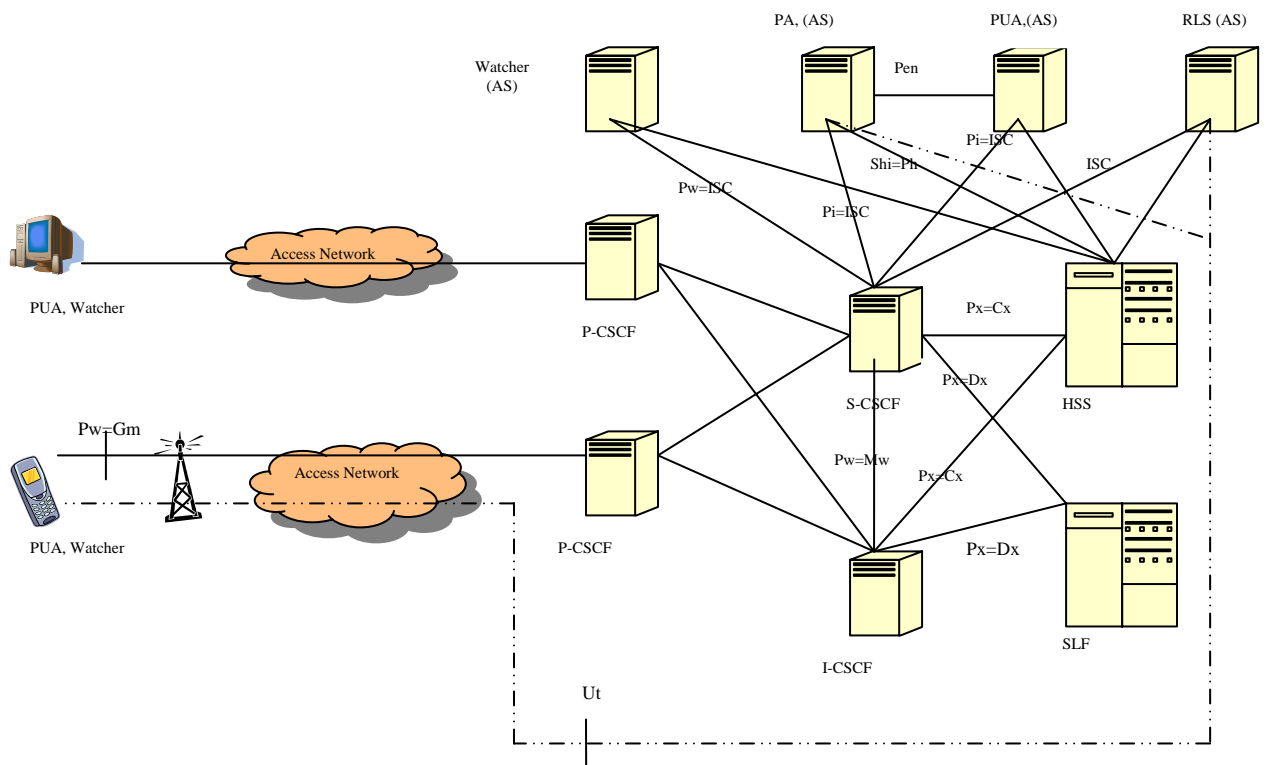 PA, (AS)
PUA,(AS)
RLS (AS)
Watcher
(AS)
Pen
Pi=ISC
Shi=Ph
ISC
Pw=ISC
Pi=ISC
Access Network
PUA, Watcher
P-CSCF
Px=Cx
Px=Dx
S-CSCF
HSS
Pw=Gm
Access Network
Pw=Mw
Px=Cx
PUA, Watcher
P-CSCF
Px=Dx
SLF
I-CSCF
Ut